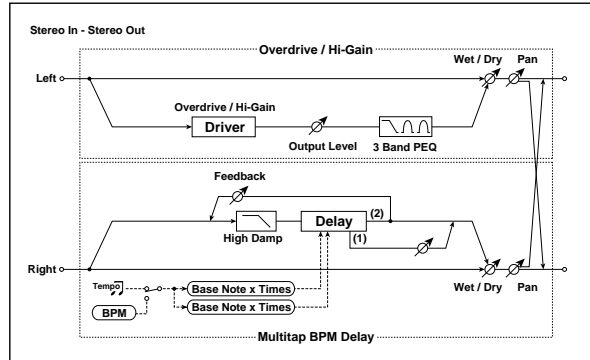 Stereo In - Stereo Out
Overdrive / Hi-Gain
Wet / Dry
Pan
Left
Overdrive / Hi-Gain
Driver
Output Level
3 Band PEQ
Feedback
High Damp
Delay
(2)
(1)
Right
Tempo
BPM
Base Note x Times
Base Note x Times
Wet / Dry
Pan
Multitap BPM Delay